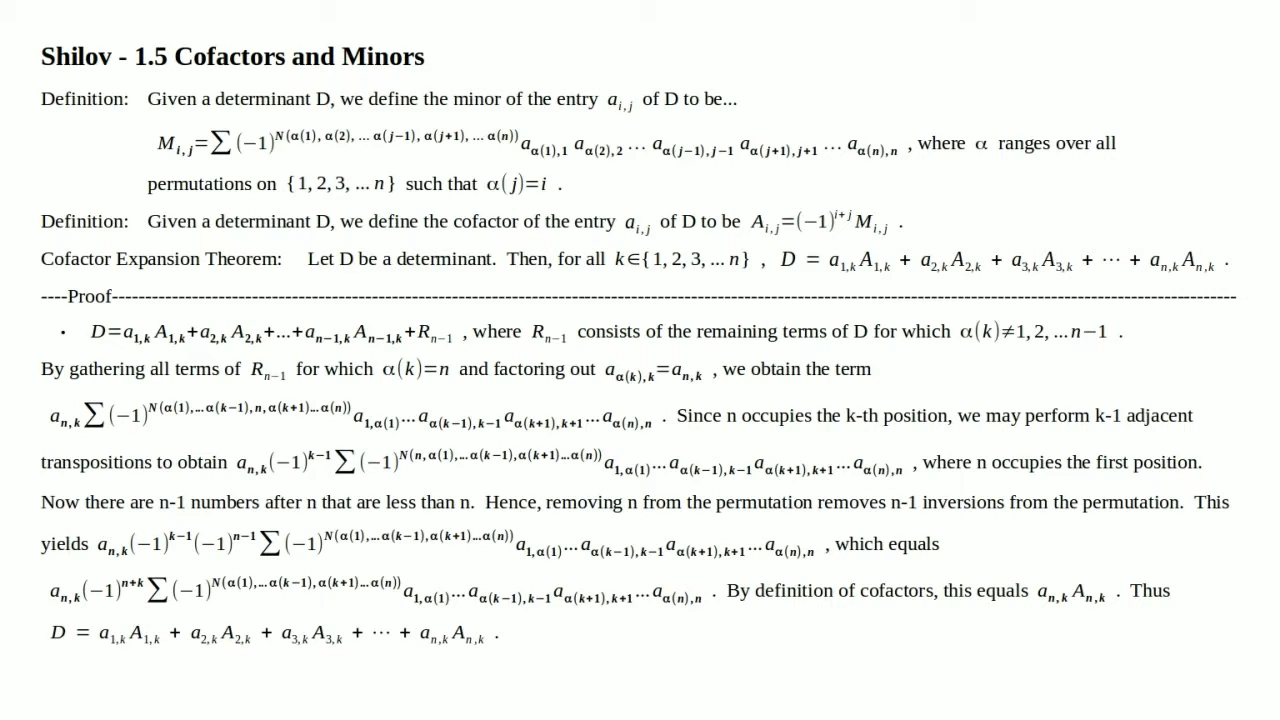 Shilov - 1.5 Cofactors and Minors
Definition: Given a determinant D, we define the minor of the entry a_{i,j} of D to be...
M_{i,j}=∑(−1)^{N(α(1), α(2), ... α(j−1), α(j+1), ... α(n))} a_{α(1),1} a_{α(2),2} ... a_{α(j−1),j−1} a_{α(j+1),j+1} ... a_{α(n),n} , where α ranges over all
permutations on {1, 2, 3, ... n} such that α(j)=i .
Definition: Given a determinant D, we define the cofactor of the entry a_{i,j} of D to be A_{i,j}=(−1)^{i+j} M_{i,j} .
Cofactor Expansion Theorem: Let D be a determinant. Then, for all k∈{1, 2, 3, ... n} , D = a_{1,k} A_{1,k} + a_{2,k} A_{2,k} + a_{3,k} A_{3,k} + ⋯ + a_{n,k} A_{n,k} .
----Proof--------------------------------------------------------------------------------------------------------------------------------
• D=a_{1,k} A_{1,k}+a_{2,k} A_{2,k}+...+a_{n−1,k} A_{n−1,k}+R_{n−1} , where R_{n−1} consists of the remaining terms of D for which α(k)≠1, 2, ... n−1 .
By gathering all terms of R_{n−1} for which α(k)=n and factoring out a_{α(k),k}=a_{n,k} , we obtain the term
a_{n,k}∑(−1)^{N(α(1),...α(k−1),n,α(k+1)...α(n))} a_{1,α(1)}...a_{α(k−1),k−1} a_{α(k+1),k+1}...a_{α(n),n} . Since n occupies the k-th position, we may perform k-1 adjacent
transpositions to obtain a_{n,k}(−1)^{k−1}∑(−1)^{N(n,α(1),...α(k−1),α(k+1)...α(n))} a_{1,α(1)}...a_{α(k−1),k−1} a_{α(k+1),k+1}...a_{α(n),n} , where n occupies the first position.
Now there are n-1 numbers after n that are less than n. Hence, removing n from the permutation removes n-1 inversions from the permutation. This
yields a_{n,k}(−1)^{k−1}(−1)^{n−1}∑(−1)^{N(α(1),...α(k−1),α(k+1)...α(n))} a_{1,α(1)}...a_{α(k−1),k−1} a_{α(k+1),k+1}...a_{α(n),n} , which equals
a_{n,k}(−1)^{n+k}∑(−1)^{N(α(1),...α(k−1),α(k+1)...α(n))} a_{1,α(1)}...a_{α(k−1),k−1} a_{α(k+1),k+1}...a_{α(n),n} . By definition of cofactors, this equals a_{n,k} A_{n,k} . Thus
D = a_{1,k} A_{1,k} + a_{2,k} A_{2,k} + a_{3,k} A_{3,k} + ⋯ + a_{n,k} A_{n,k} .